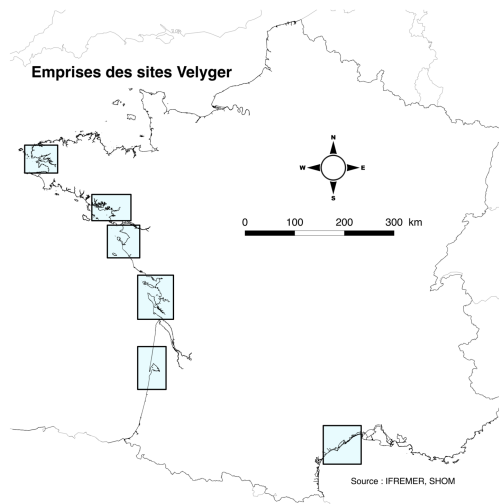 Emprises des sites Velyger
N
W E
S
0 100 200 300 km
Source : IFREMER, SHOM